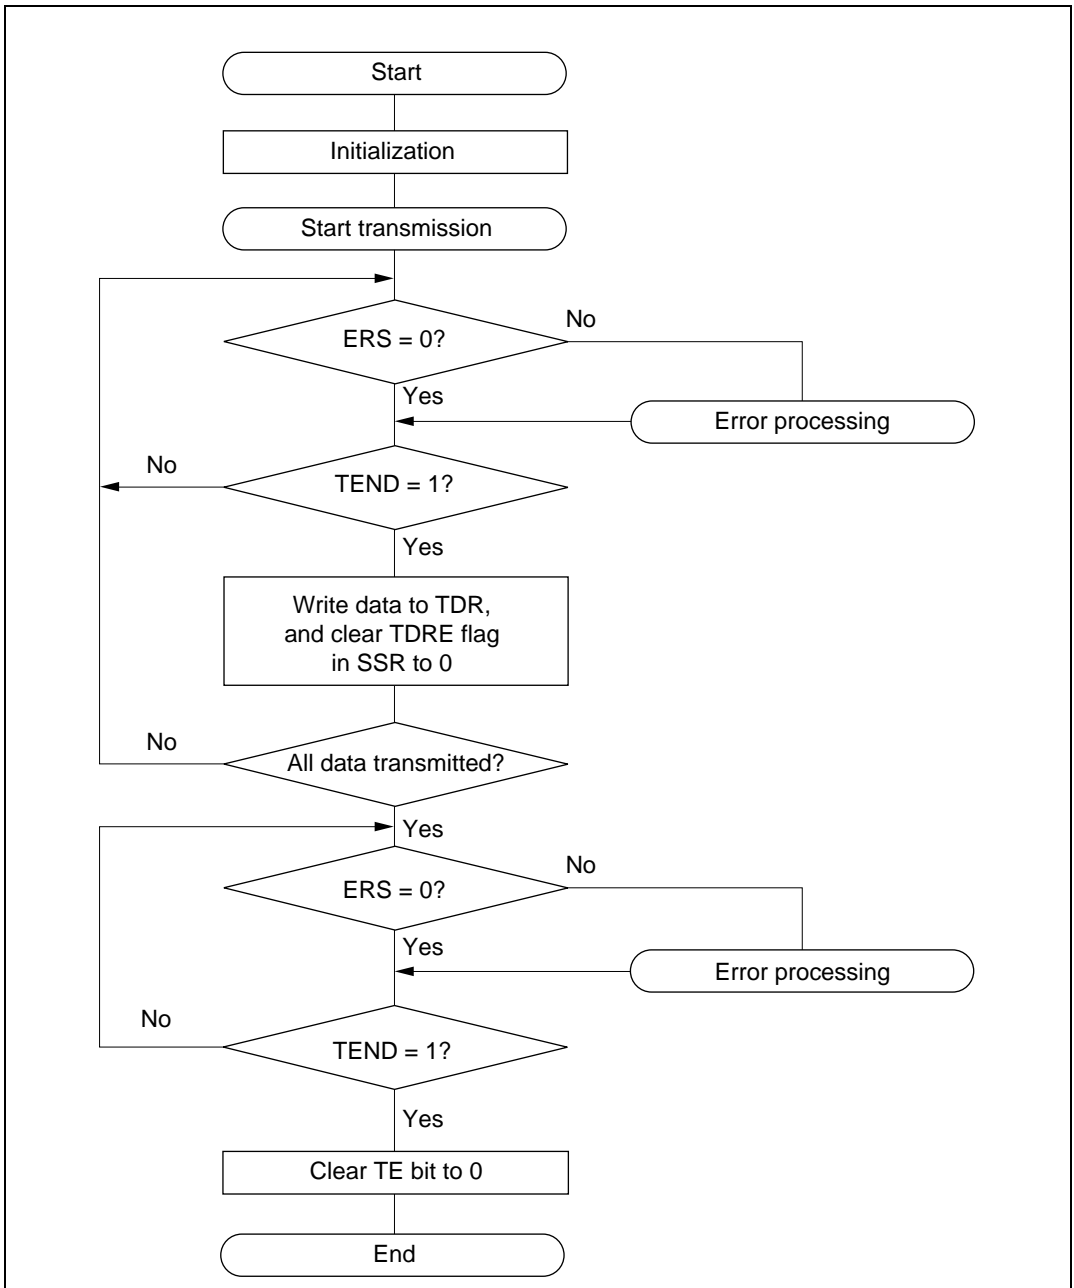 Start
Initialization
Start transmission
ERS = 0?
No
Yes
Error processing
No
TEND = 1?
Yes
Write data to TDR,
and clear TDRE flag
in SSR to 0
No
All data transmitted?
Yes
No
ERS = 0?
Yes
Error processing
No
TEND = 1?
Yes
Clear TE bit to 0
End